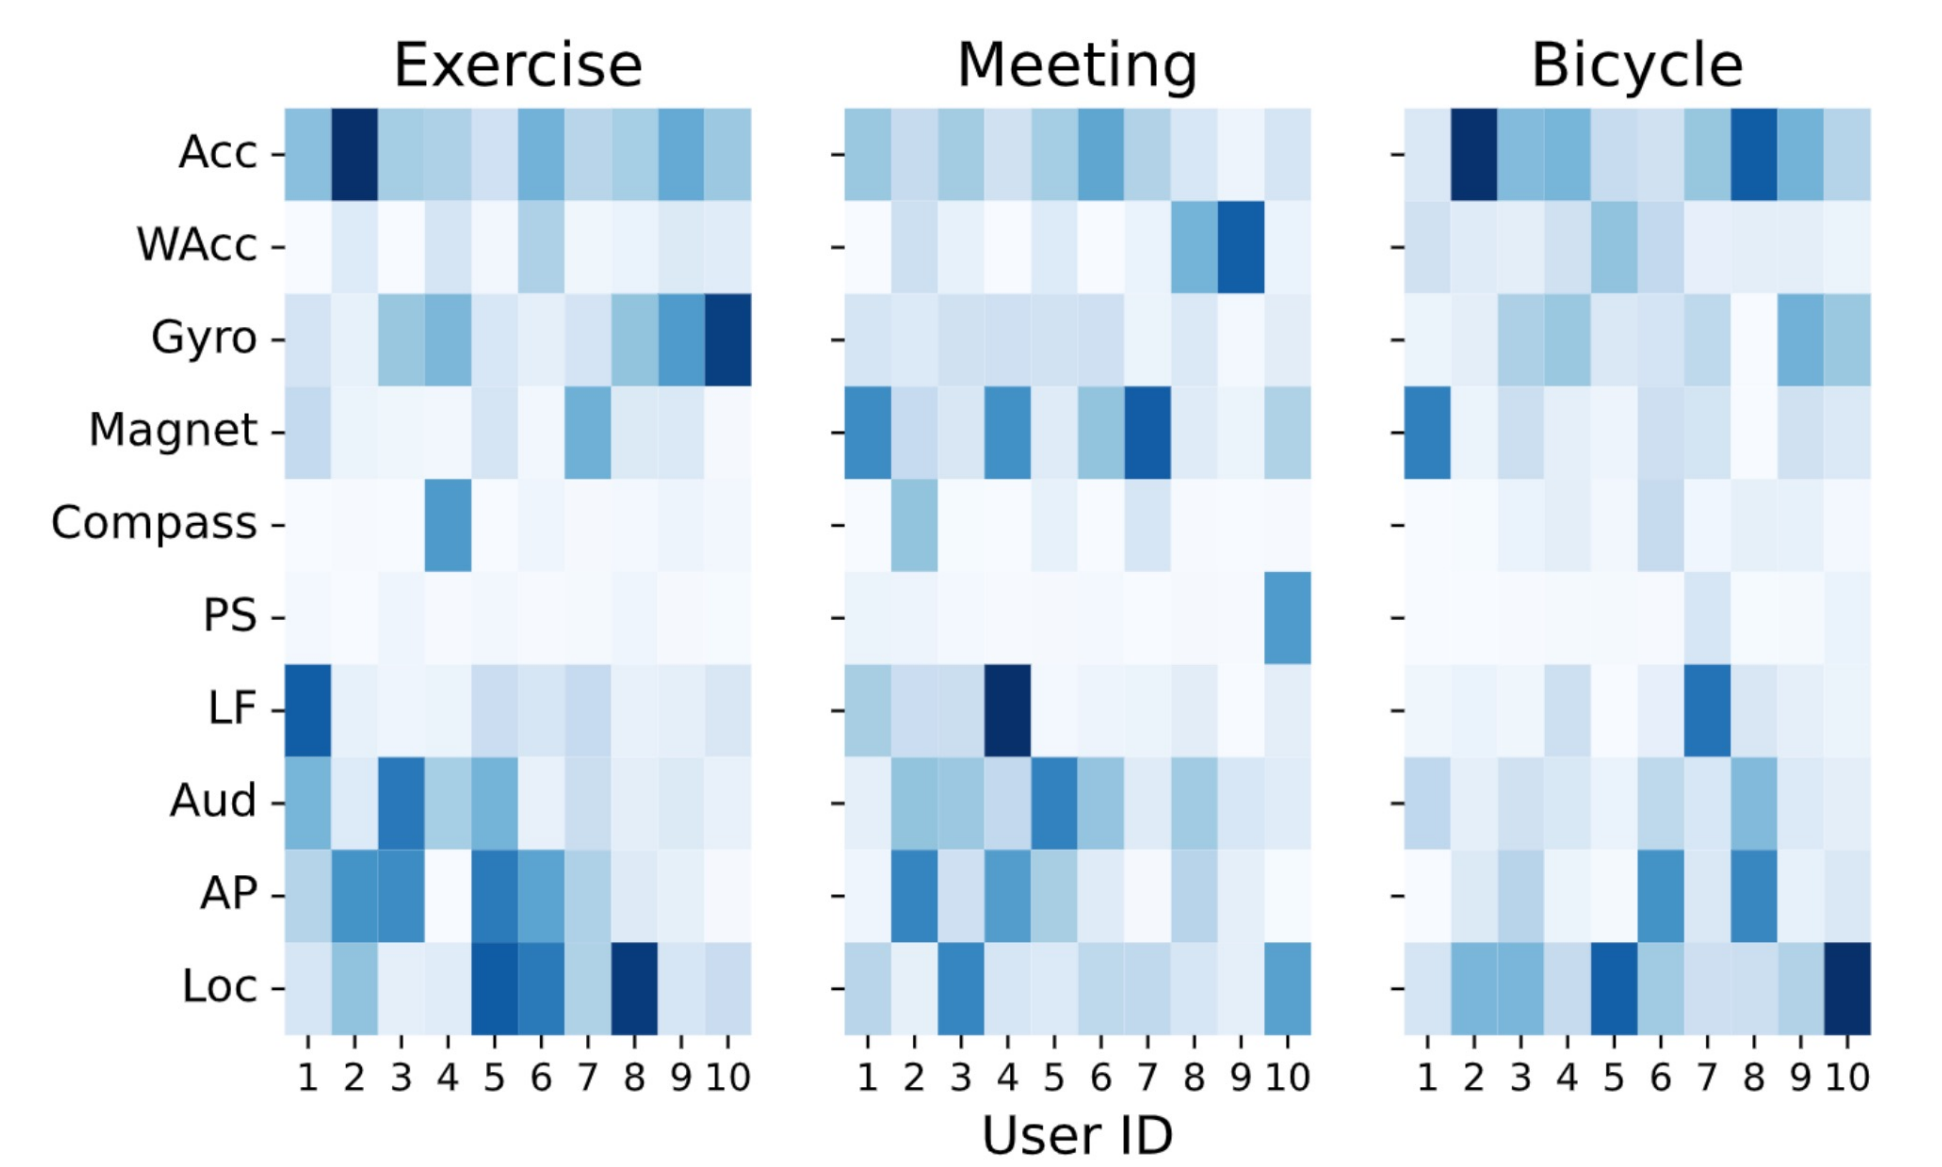 Exercise Meeting Bicycle
Acc
WAcc
Gyro
Magnet
Compass
PS
LF
Aud
AP
Loc
1 2 3 4 5 6 7 8 9 10 1 2 3 4 5 6 7 8 9 10 1 2 3 4 5 6 7 8 9 10
User ID